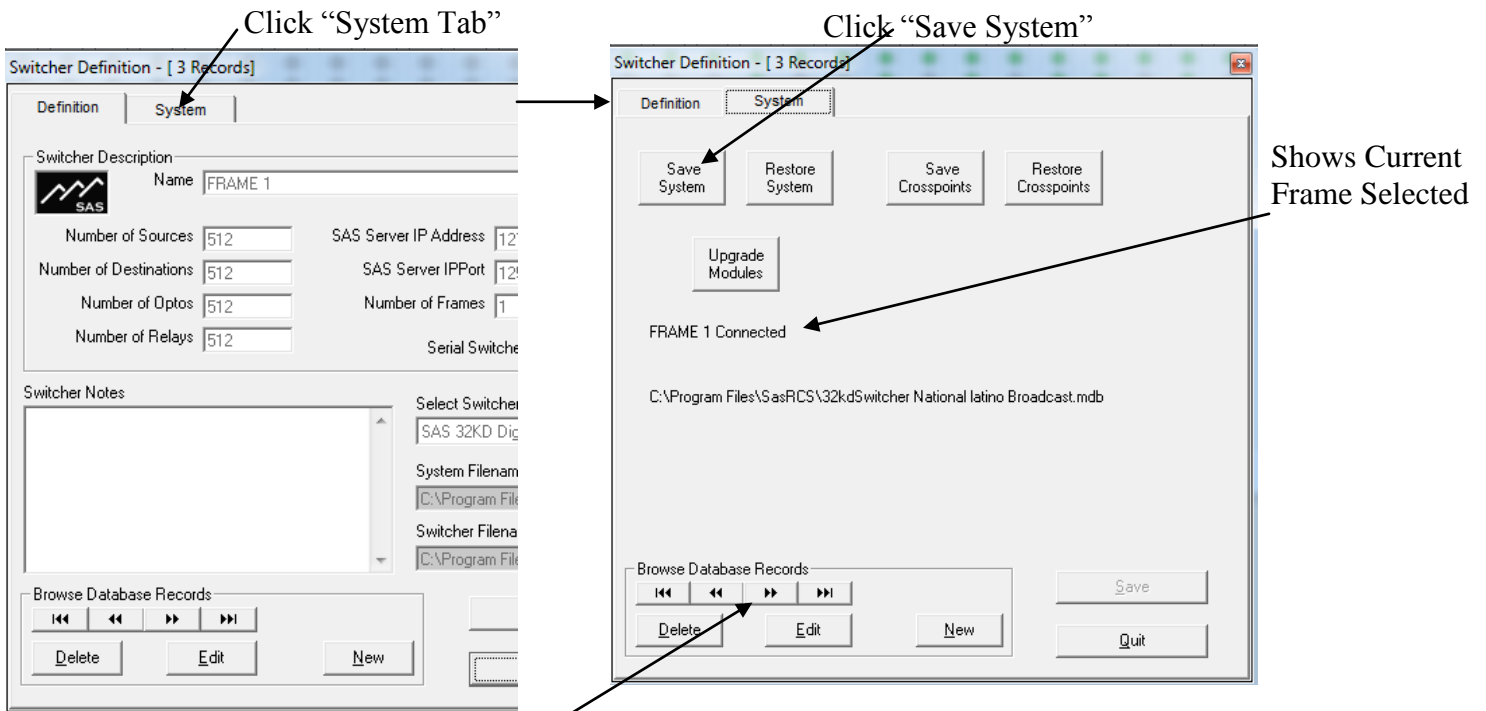 Click “System Tab”
Switcher Definition - [ 3 Records]
Definition
System
Switcher Description
SAS
Name
FRAME 1
Number of Sources
512
SAS Server IP Address
12
Number of Destinations
512
SAS Server IPPort
12
Number of Optos
512
Number of Frames
1
Number of Relays
512
Serial Switche
Switcher Notes
Select Switcher
SAS 32KD Dig
System Filenam
C:\Program File
Switcher Filena
C:\Program File
Browse Database Records
Delete
Edit
New
Click “Save System”
Switcher Definition - [ 3 Records]
Definition
System
Save
System
Restore
System
Save
Crosspoints
Restore
Crosspoints
Upgrade
Modules
FRAME 1 Connected
C:\Program Files\SasRCS\32kdSwitcher National latino Broadcast.mdb
Browse Database Records
Delete
Edit
New
Save
Quit
Shows Current
Frame Selected